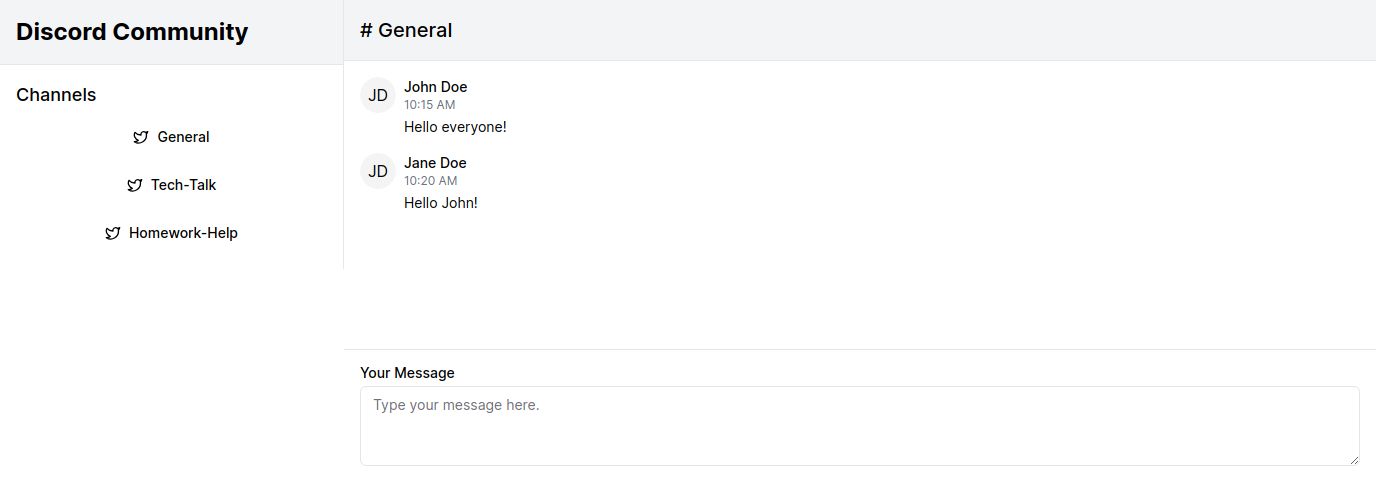 Discord Community
Channels
General
Tech-Talk
Homework-Help
# General
JD
John Doe
10:15 AM
Hello everyone!
JD
Jane Doe
10:20 AM
Hello John!
Your Message
Type your message here.